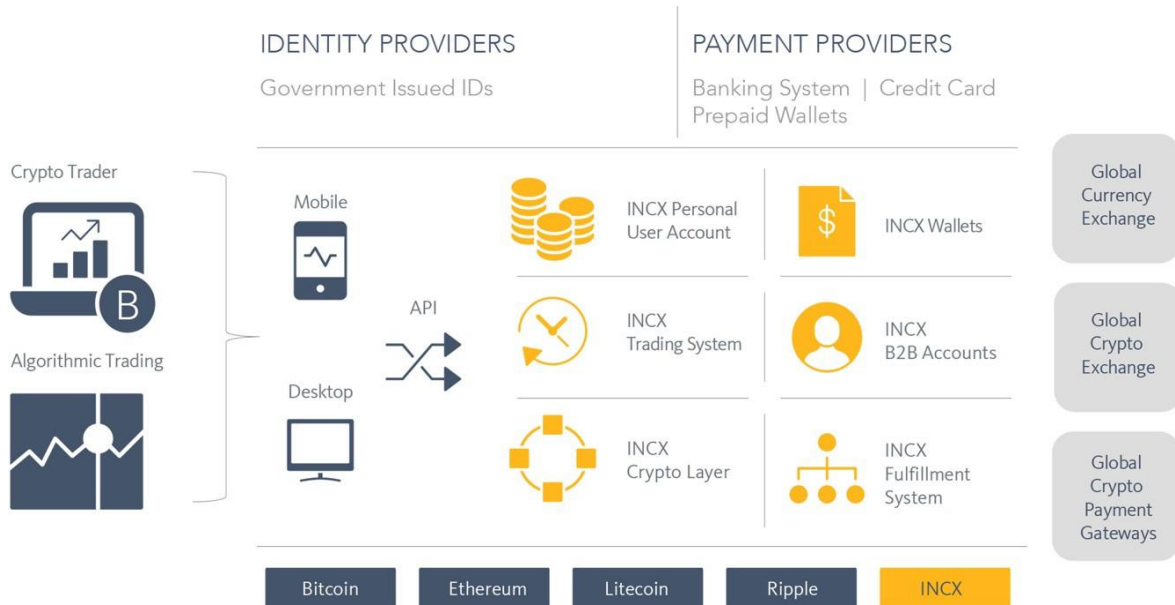 IDENTITY PROVIDERS
Government Issued IDs
PAYMENT PROVIDERS
Banking System | Credit Card
Prepaid Wallets
Crypto Trader
B
Algorithmic Trading
Mobile
Desktop
API
INCX Personal
User Account
$
INCX Wallets
INCX
Trading System
INCX
B2B Accounts
INCX
Crypto Layer
INCX
Fulfillment
System
Global
Currency
Exchange
Global
Crypto
Exchange
Global
Crypto
Payment
Gateways
Bitcoin
Ethereum
Litecoin
Ripple
INCX